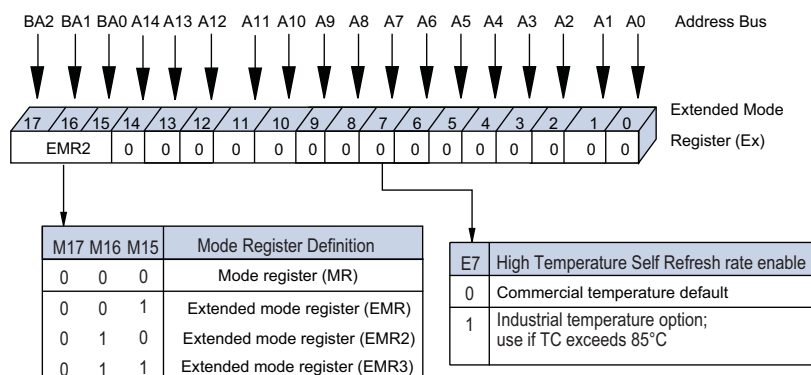 BA2 BA1 BA0 A14 A13 A12 A11 A10 A9 A8 A7 A6 A5 A4 A3 A2 A1 A0 Address Bus
Extended Mode
17 16 15 14 13 12 11 10 9 8 7 6 5 4 3 2 1 0
Register (Ex)
EMR2 0 0 0 0 0 0 0 0 0 0 0 0 0 0 0
M17 M16 M15 Mode Register Definition
0 0 0 Mode register (MR)
0 0 1 Extended mode register (EMR)
0 1 0 Extended mode register (EMR2)
0 1 1 Extended mode register (EMR3)
E7 High Temperature Self Refresh rate enable
0 Commercial temperature default
1 Industrial temperature option;
use if TC exceeds 85°C